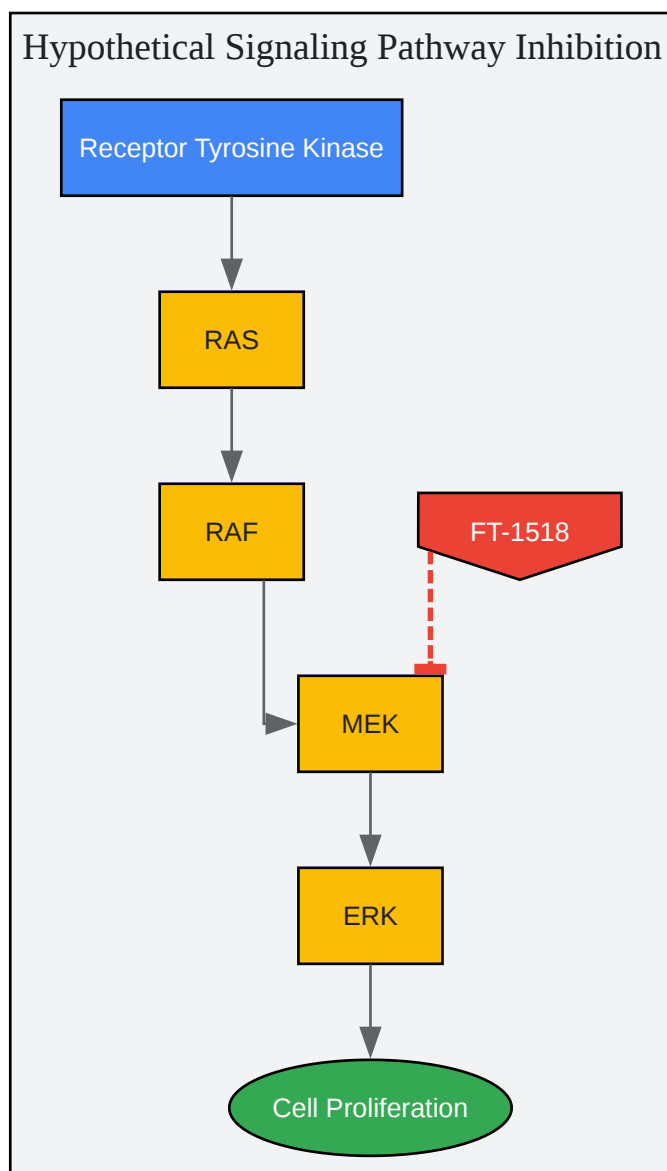 Hypothetical Signaling Pathway Inhibition
Receptor Tyrosine Kinase
RAS
RAF
FT-1518
MEK
ERK
Cell Proliferation